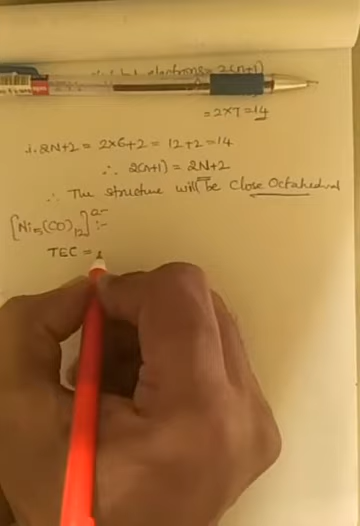 electrons = 2(n+1)
= 2×7 = 14
i. 2N+2 = 2×6+2 = 12+2 = 14
∴ 2(n+1) = 2N+2
∴ The structure will be Close Octahedral
[Ni₅(CO)₁₂]²⁻ :-
TEC =